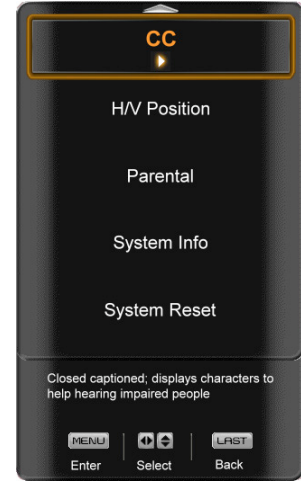 CC
H/V Position
Parental
System Info
System Reset
Closed captioned; displays characters to
help hearing impaired people
MENU LAST
Enter Select Back